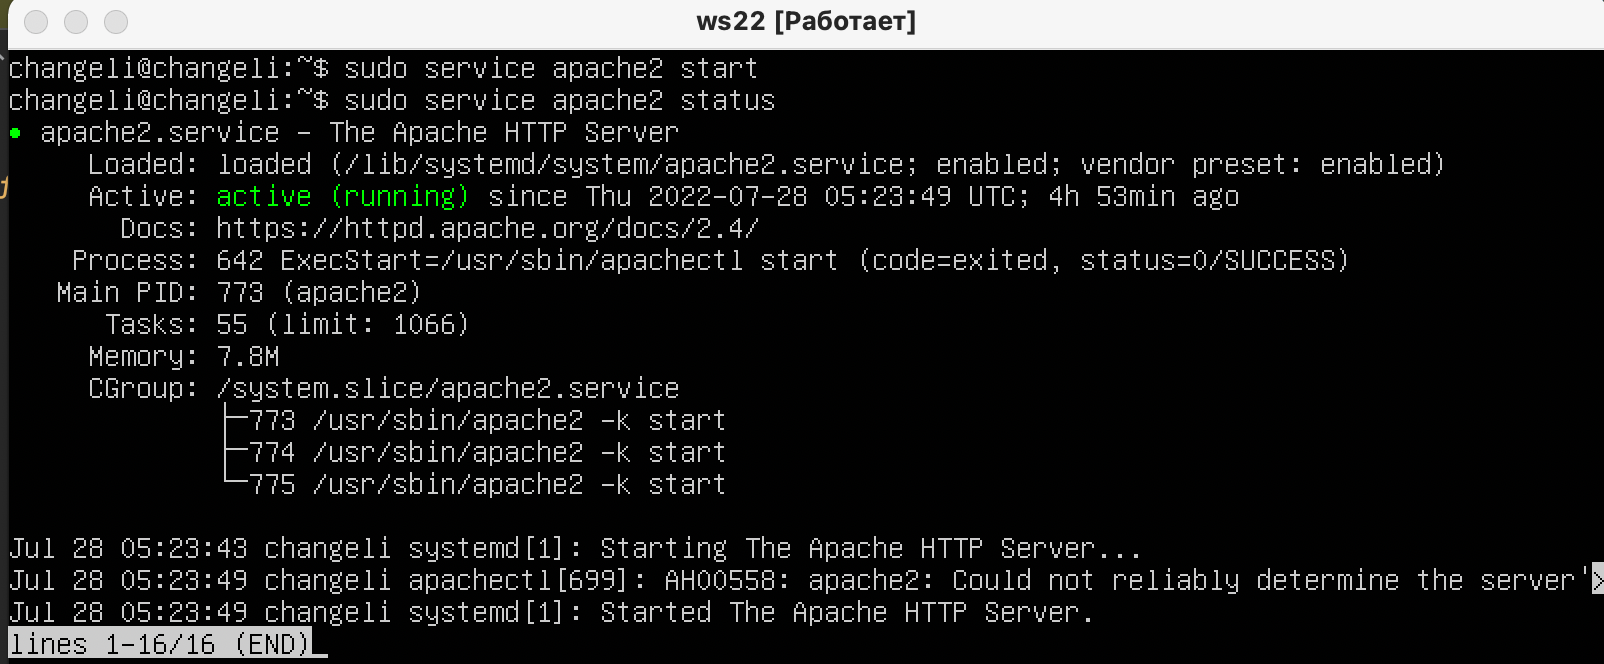 ws22 [Работает]
changeli@changeli:~$ sudo service apache2 start
changeli@changeli:~$ sudo service apache2 status
● apache2.service - The Apache HTTP Server
     Loaded: loaded (/lib/systemd/system/apache2.service; enabled; vendor preset: enabled)
     Active: active (running) since Thu 2022-07-28 05:23:49 UTC; 4h 53min ago
       Docs: https://httpd.apache.org/docs/2.4/
    Process: 642 ExecStart=/usr/sbin/apachectl start (code=exited, status=0/SUCCESS)
   Main PID: 773 (apache2)
      Tasks: 55 (limit: 1066)
     Memory: 7.8M
     CGroup: /system.slice/apache2.service
             ├─773 /usr/sbin/apache2 -k start
             ├─774 /usr/sbin/apache2 -k start
             └─775 /usr/sbin/apache2 -k start
Jul 28 05:23:43 changeli systemd[1]: Starting The Apache HTTP Server...
Jul 28 05:23:49 changeli apachectl[699]: AH00558: apache2: Could not reliably determine the server'>
Jul 28 05:23:49 changeli systemd[1]: Started The Apache HTTP Server.
lines 1-16/16 (END)